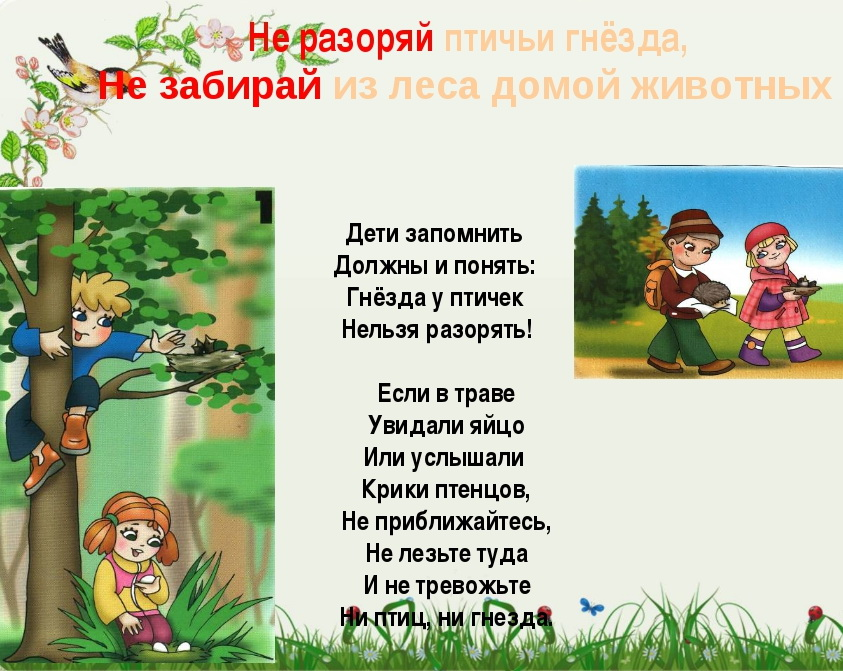 Не разоряй птичьи гнёзда,
Не забирай из леса домой животных
1
Дети запомнить
Должны и понять:
Гнёзда у птичек
Нельзя разорять!
Если в траве
Увидали яйцо
Или услышали
Крики птенцов,
Не приближайтесь,
Не лезьте туда
И не тревожьте
Ни птиц, ни гнезда.